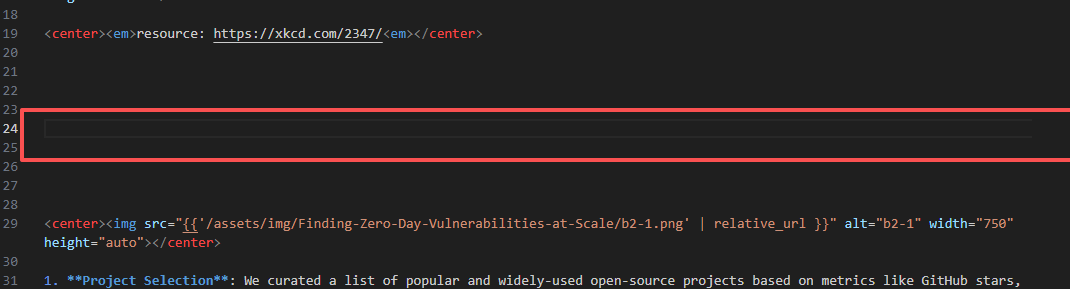 18
19 <center><em>resource: https://xkcd.com/2347/<em></center>
20
21
22
23
24
25
26
27
28
29 <center><img src="{{'/assets/img/Finding-Zero-Day-Vulnerabilities-at-Scale/b2-1.png' | relative_url }}" alt="b2-1" width="750"
height="auto"></center>
30
31 1. **Project Selection**: We curated a list of popular and widely-used open-source projects based on metrics like GitHub stars,